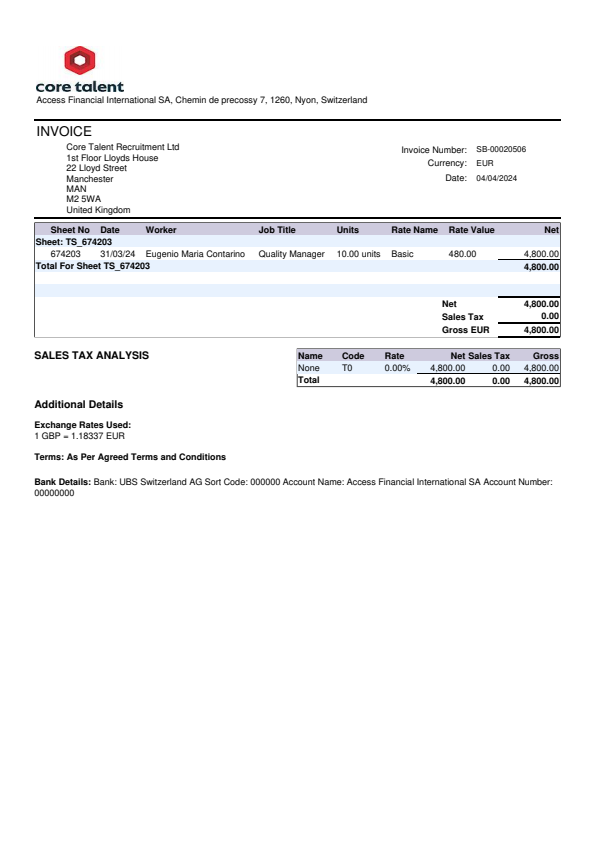 core talent
Access Financial International SA, Chemin de precossy 7, 1260, Nyon, Switzerland
INVOICE
Core Talent Recruitment Ltd
1st Floor Lloyds House
22 Lloyd Street
Manchester
MAN
M2 5WA
United Kingdom
Invoice Number: SB-00020506
Currency: EUR
Date: 04/04/2024
Sheet No Date Worker Job Title Units Rate Name Rate Value Net
Sheet: TS_674203
674203 31/03/24 Eugenio Maria Contarino Quality Manager 10.00 units Basic 480.00 4,800.00
Total For Sheet TS_674203 4,800.00
Net 4,800.00
Sales Tax 0.00
Gross EUR 4,800.00
SALES TAX ANALYSIS
Name Code Rate Net Sales Tax Gross
None T0 0.00% 4,800.00 0.00 4,800.00
Total 4,800.00 0.00 4,800.00
Additional Details
Exchange Rates Used:
1 GBP = 1.18337 EUR
Terms: As Per Agreed Terms and Conditions
Bank Details: Bank: UBS Switzerland AG Sort Code: 000000 Account Name: Access Financial International SA Account Number:
00000000